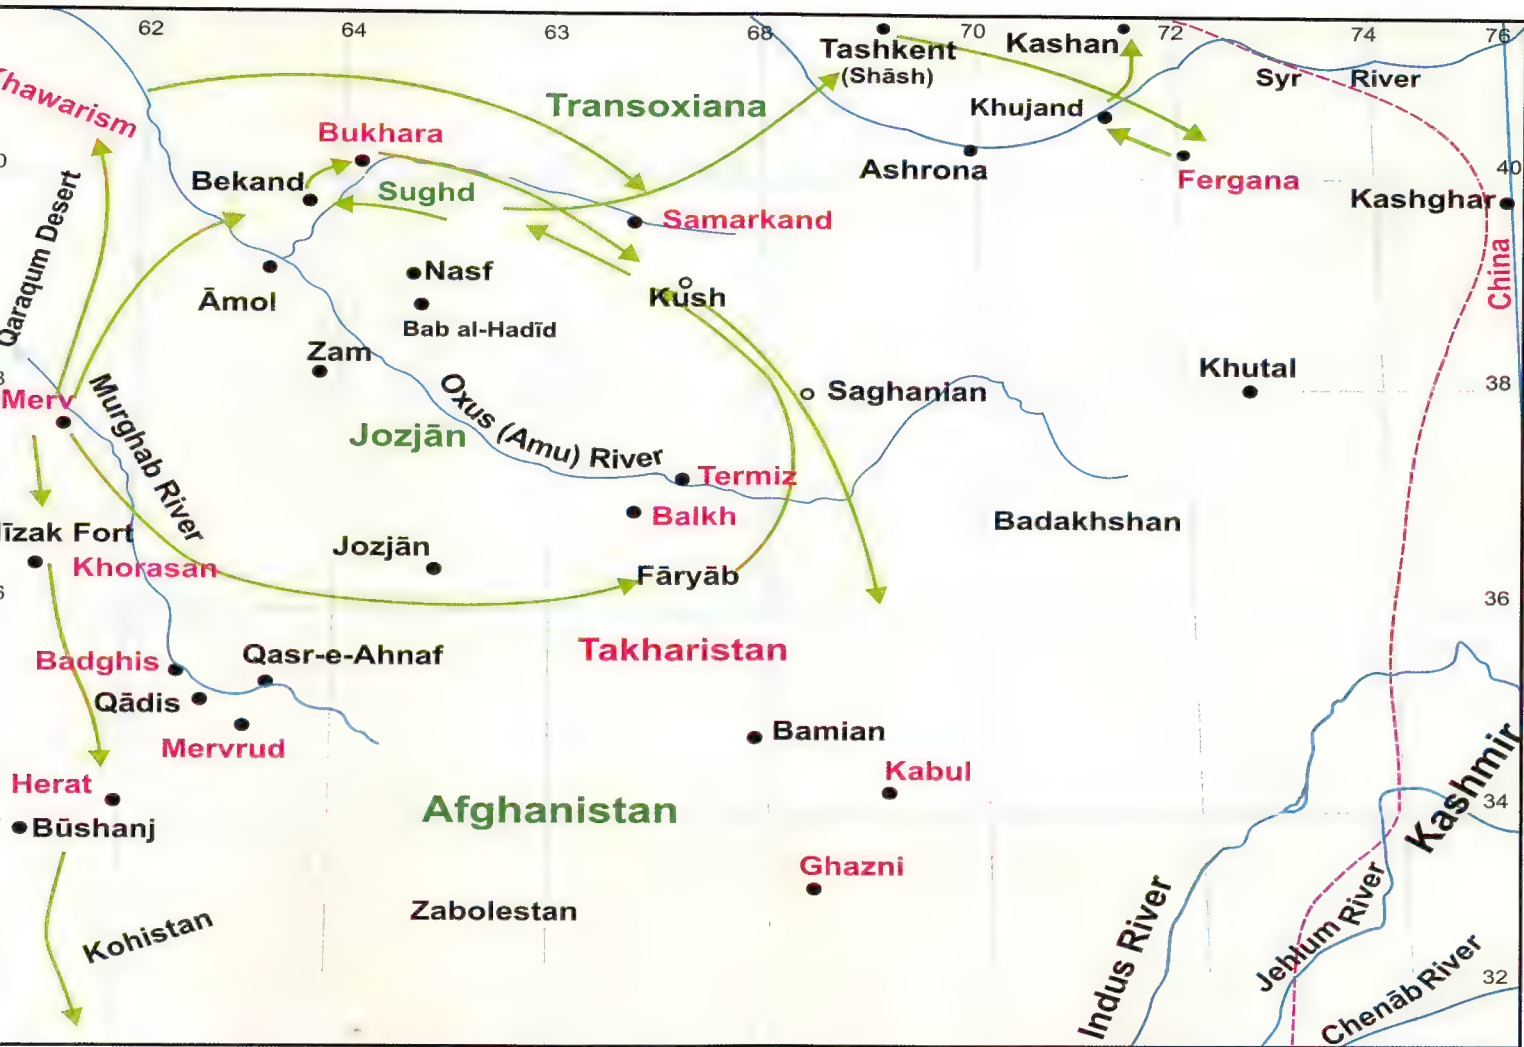 62
64
63
68
70
72
74
76
Tashkent
(Shāsh)
Kashan
Syr River
Khawarism
Transoxiana
Khujand
Bukhara
Bekand
Sughd
Ashrona
Fergana
40
Kashghar
Samarkand
Qaraqum Desert
Āmol
Nasf
Bab al-Hadīd
Kush
China
Zam
Khutal
38
Saghanian
Merv
Murghab River
Oxus (Amu) River
Jozjān
Termiz
Balkh
Badakhshan
īzak Fort
Khorasan
Jozjān
Fāryāb
36
Takharistan
Badghis
Qasr-e-Ahnaf
Qādis
Mervrud
Bamian
Kabul
Herat
Būshanj
Afghanistan
34
Kashmir
Ghazni
Zabolestan
Kohistan
Indus River
Jehlum River
Chenāb River
32